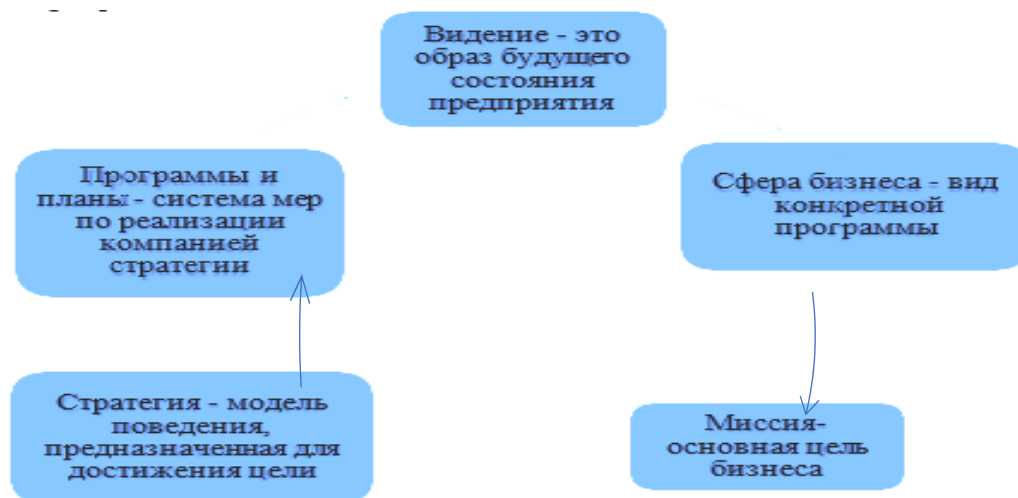 Видение - это
образ будущего
состояния
предприятия
Программы и
планы - система мер
по реализации
компанией
стратегии
Сфера бизнеса - вид
конкретной
программы
Стратегия - модель
поведения,
предназначенная для
достижения цели
Миссия-
основная цель
бизнеса